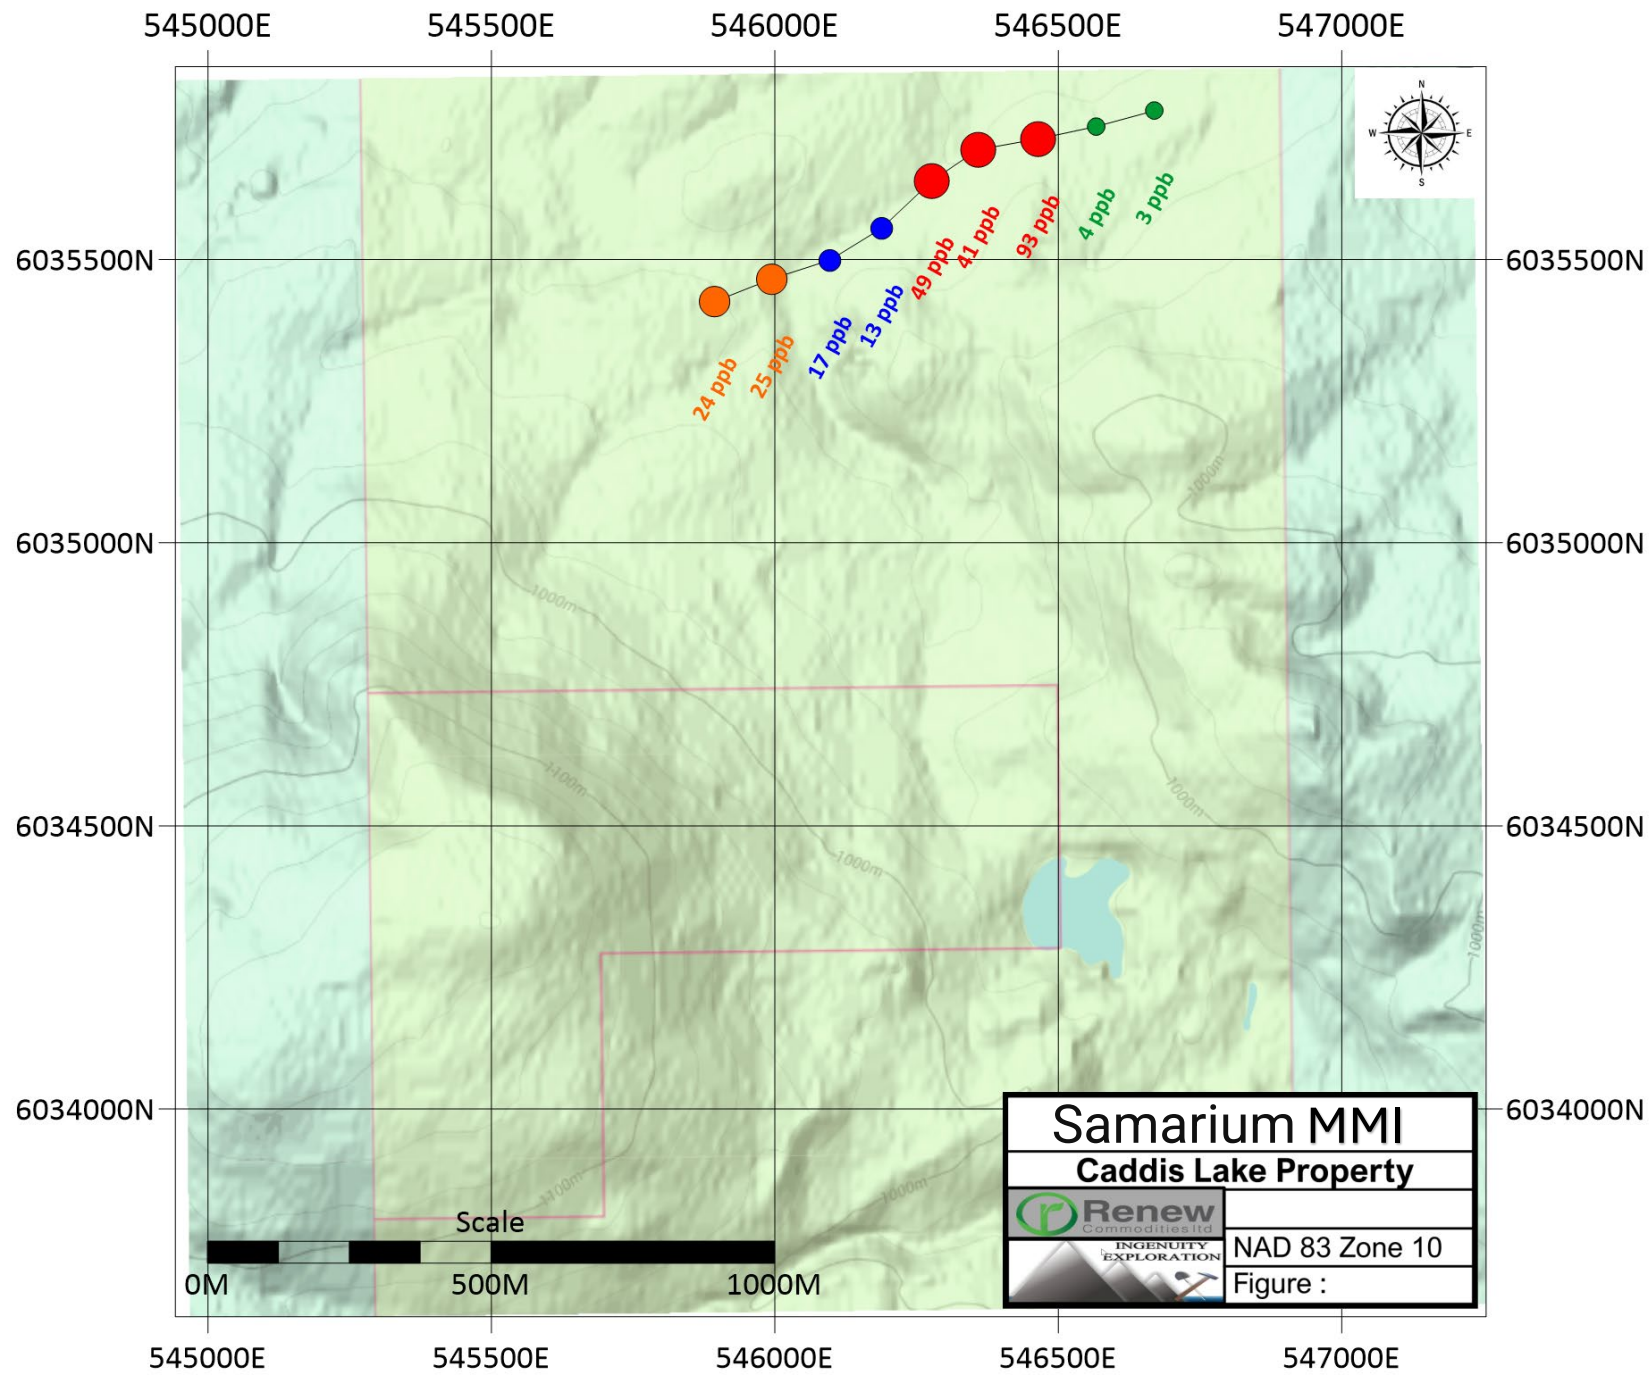 545000E 545500E 546000E 546500E 547000E
N
W E
S
3 ppb
4 ppb
93 ppb
41 ppb
49 ppb
6035500N 6035500N
13 ppb
17 ppb
25 ppb
24 ppb
1000m
6035000N 6035000N
1000m
1100m
1000m
6034500N 6034500N
1000m
1000m
6034000N 6034000N
1100m
1000m
Samarium MMI
Caddis Lake Property
r Renew
Commodities ltd
INGENUITY
EXPLORATION
NAD 83 Zone 10
Figure :
Scale
0M 500M 1000M
545000E 545500E 546000E 546500E 547000E